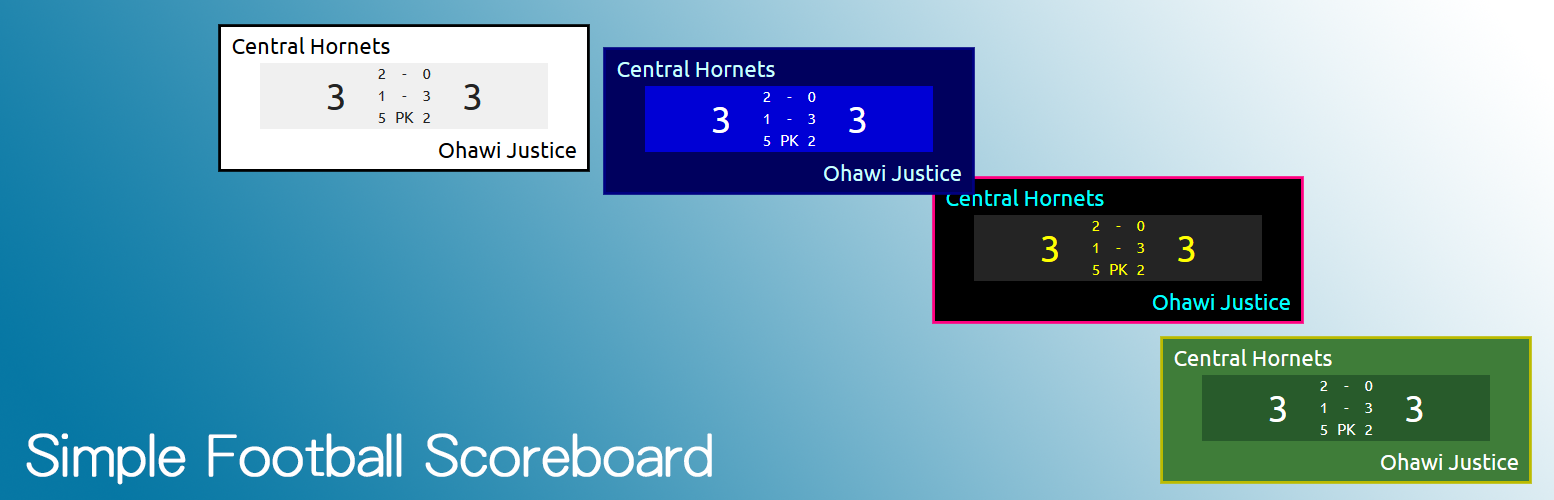 Central Hornets
2 - 0
3 1 - 3 3
5 PK 2
Ohawi Justice
Central Hornets
2 - 0
3 1 - 3 3
5 PK 2
Ohawi Justice
Central Hornets
2 - 0
3 1 - 3 3
5 PK 2
Ohawi Justice
Central Hornets
2 - 0
3 1 - 3 3
5 PK 2
Ohawi Justice
Simple Football Scoreboard